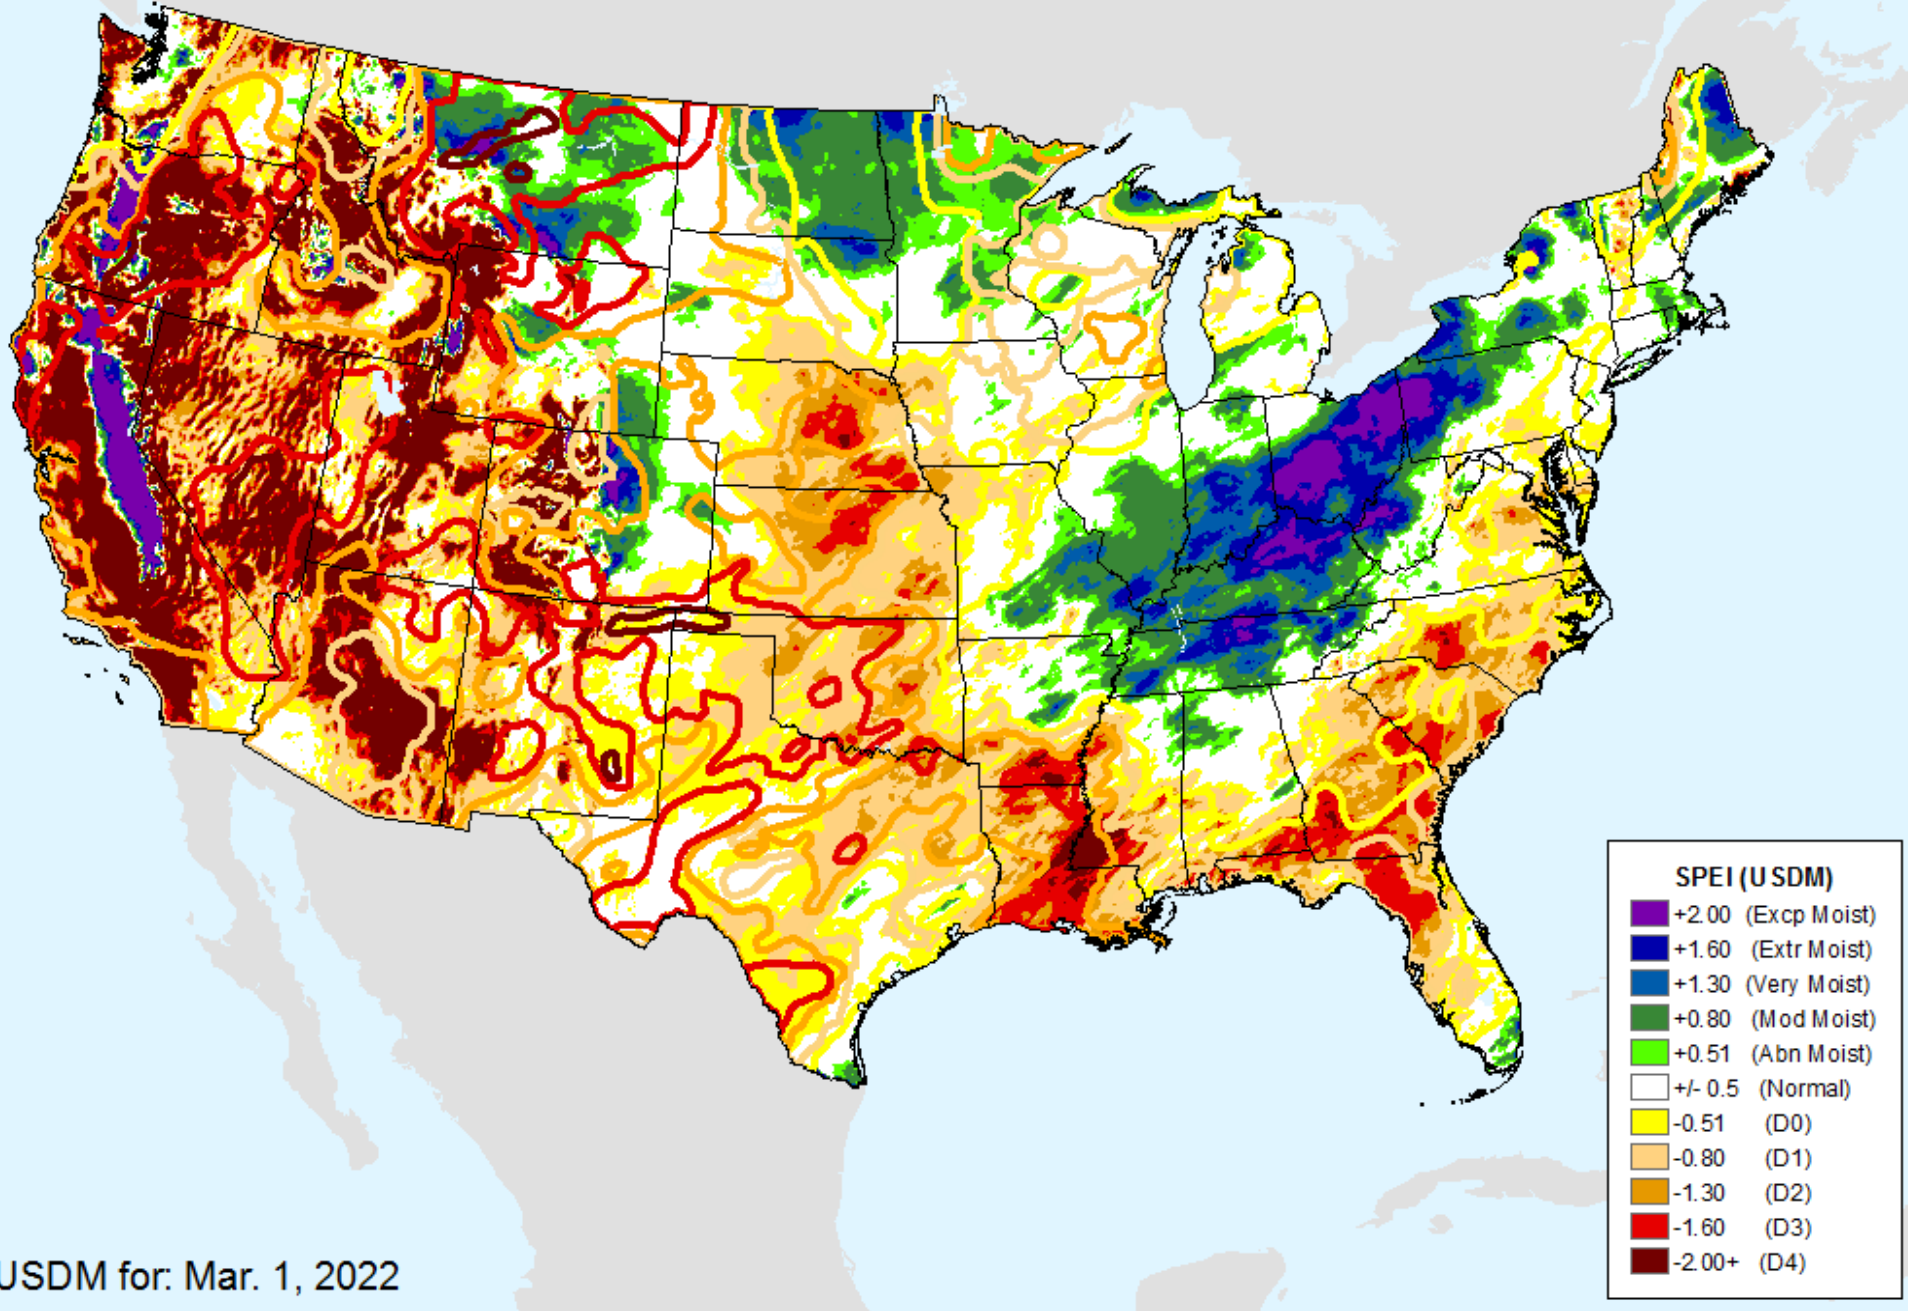 SPEI (USDM)
+2.00 (Excp Moist)
+1.60 (Extr Moist)
+1.30 (Very Moist)
+0.80 (Mod Moist)
+0.51 (Abn Moist)
+/- 0.5 (Normal)
-0.51 (D0)
-0.80 (D1)
-1.30 (D2)
-1.60 (D3)
-2.00+ (D4)
USDM for: Mar. 1, 2022